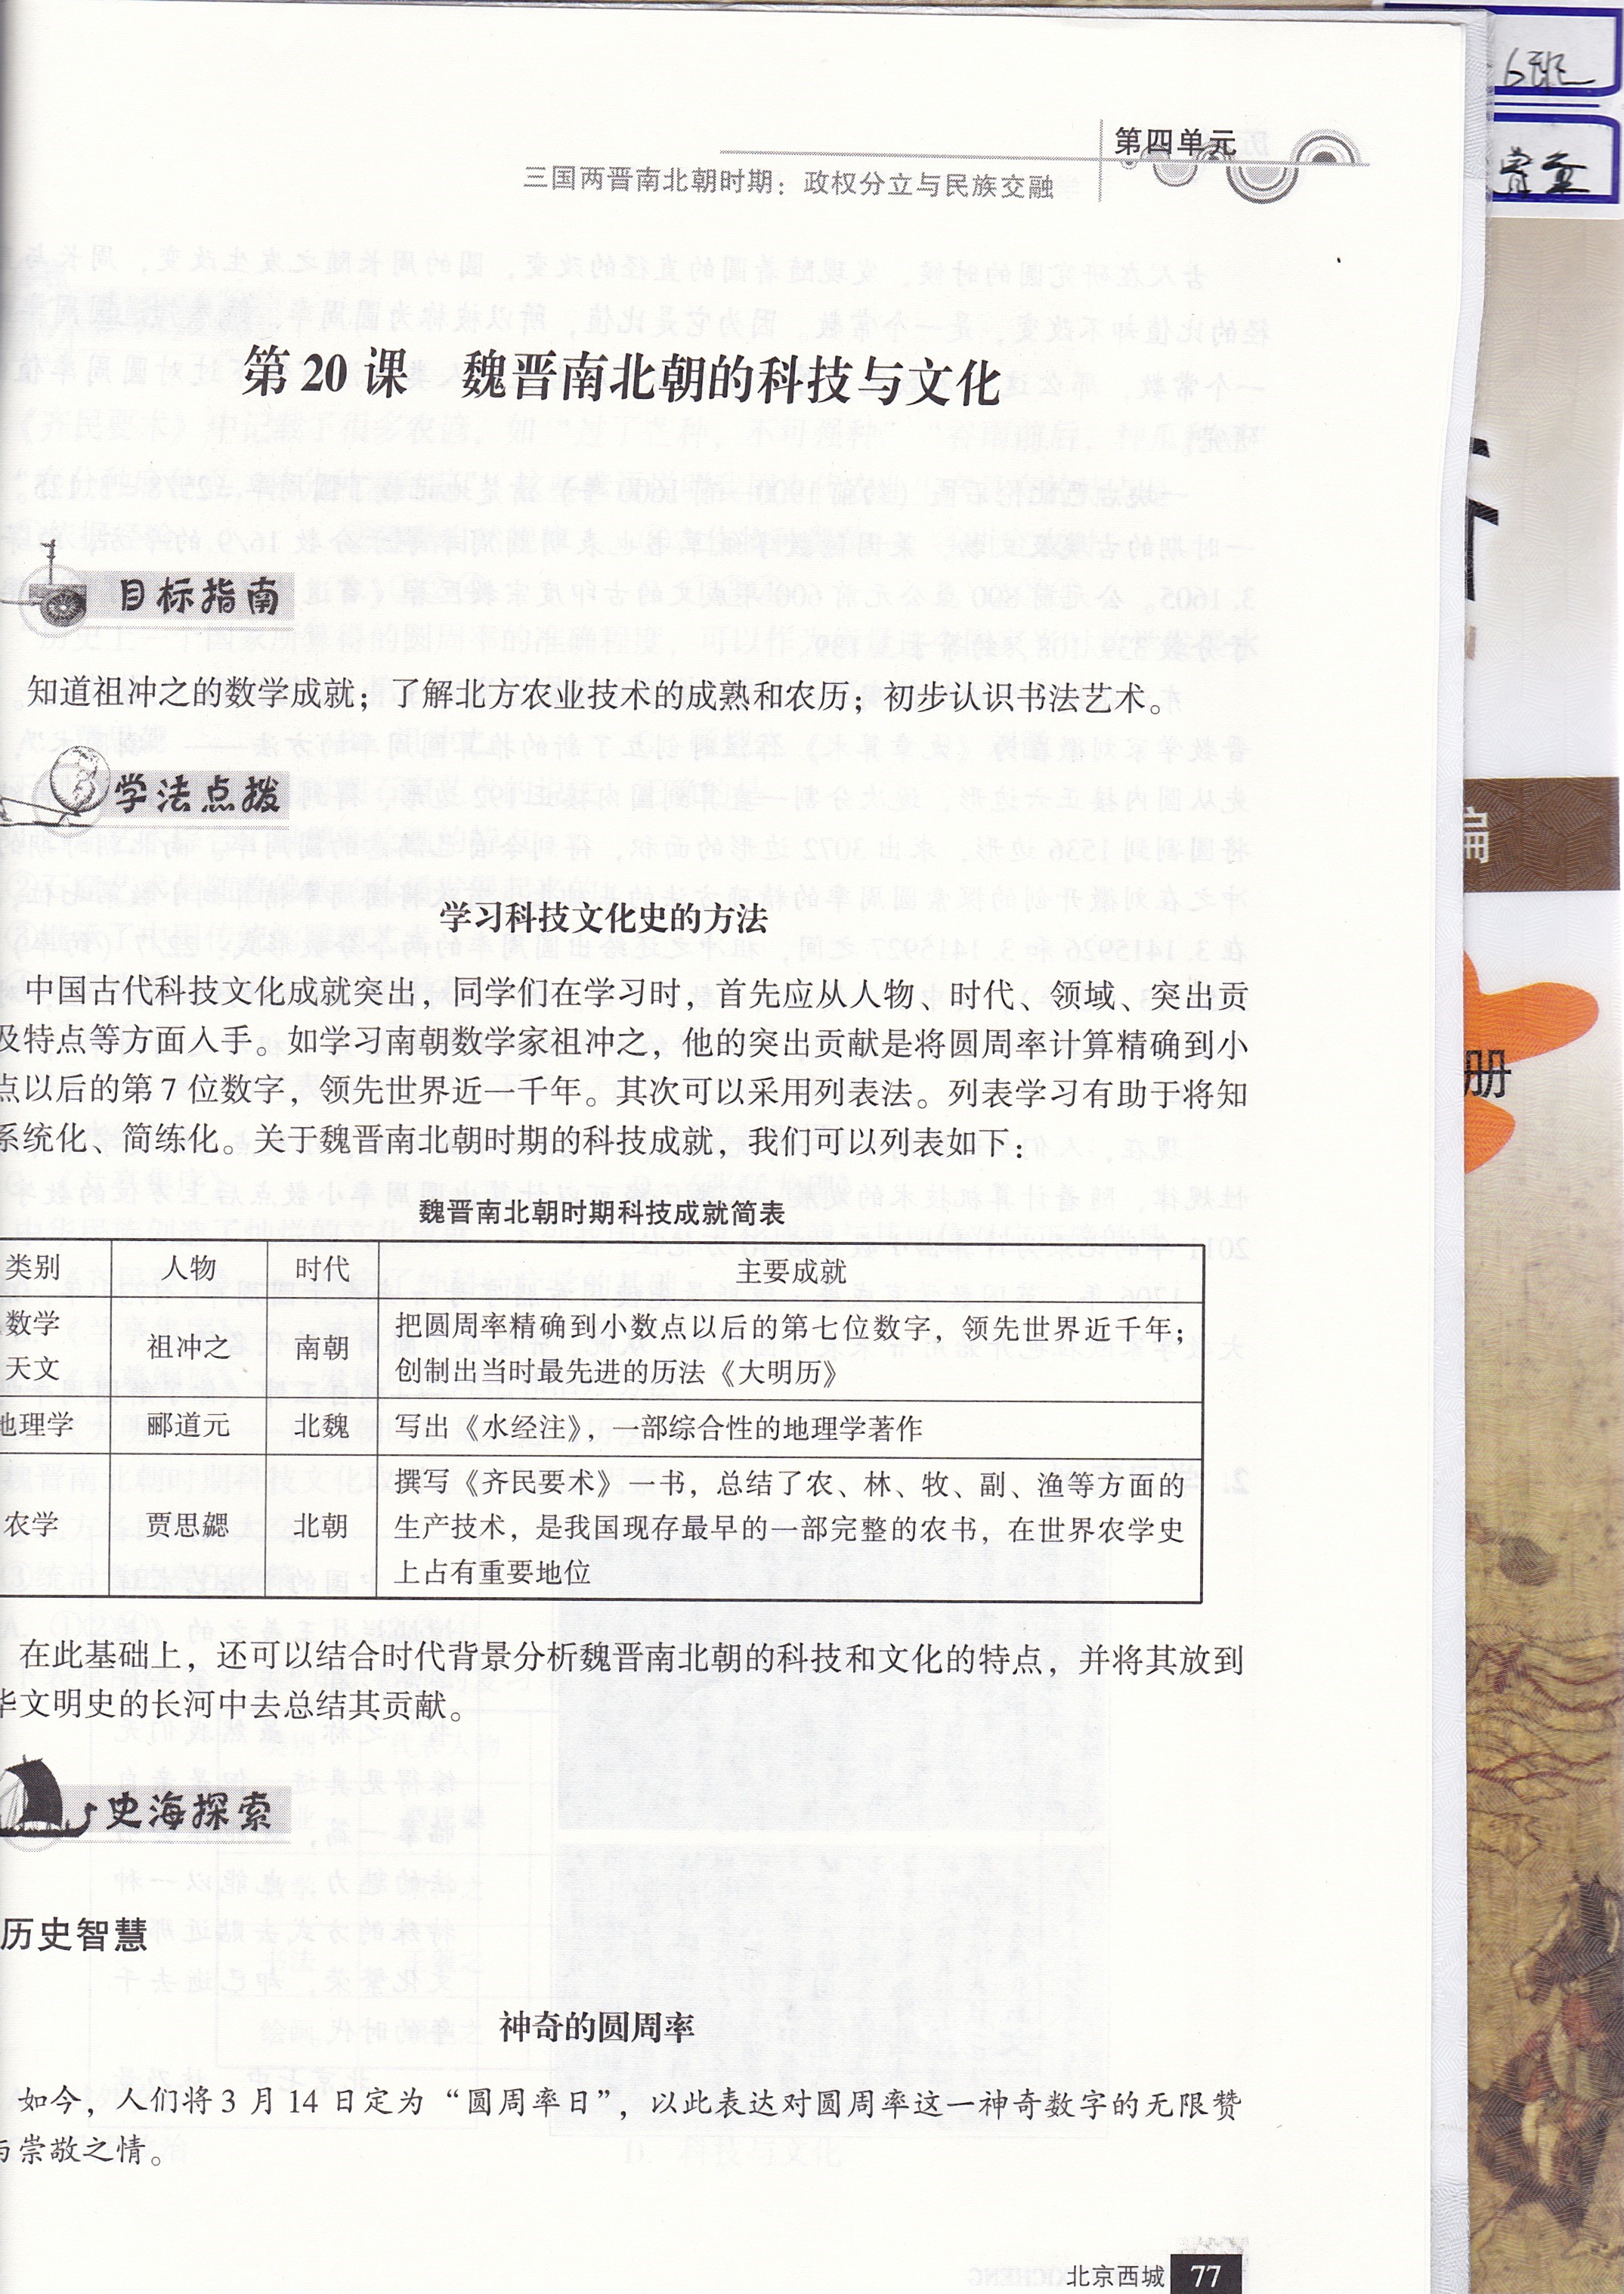 第四单元
三国两晋南北朝时期：政权分立与民族交融
6班
第20课 魏晋南北朝的科技与文化
目标指南
知道祖冲之的数学成就；了解北方农业技术的成熟和农历；初步认识书法艺术。
学法点拨
学习科技文化史的方法
中国古代科技文化成就突出，同学们在学习时，首先应从人物、时代、领域、突出贡
及特点等方面入手。如学习南朝数学家祖冲之，他的突出贡献是将圆周率计算精确到小
点以后的第7位数字，领先世界近一千年。其次可以采用列表法。列表学习有助于将知
系统化、简练化。关于魏晋南北朝时期的科技成就，我们可以列表如下：
魏晋南北朝时期科技成就简表
类别 人物 时代 主要成就
数学
天文 祖冲之 南朝 把圆周率精确到小数点以后的第七位数字，领先世界近千年；
创制出当时最先进的历法《大明历》
地理学 郦道元 北魏 写出《水经注》，一部综合性的地理学著作
农学 贾思勰 北朝 撰写《齐民要术》一书，总结了农、林、牧、副、渔等方面的
生产技术，是我国现存最早的一部完整的农书，在世界农学史
上占有重要地位
在此基础上，还可以结合时代背景分析魏晋南北朝的科技和文化的特点，并将其放到
华文明史的长河中去总结其贡献。
史海探索
历史智慧
神奇的圆周率
如今，人们将3月14日定为“圆周率日”，以此表达对圆周率这一神奇数字的无限赞
与崇敬之情。
北京西城 77
册